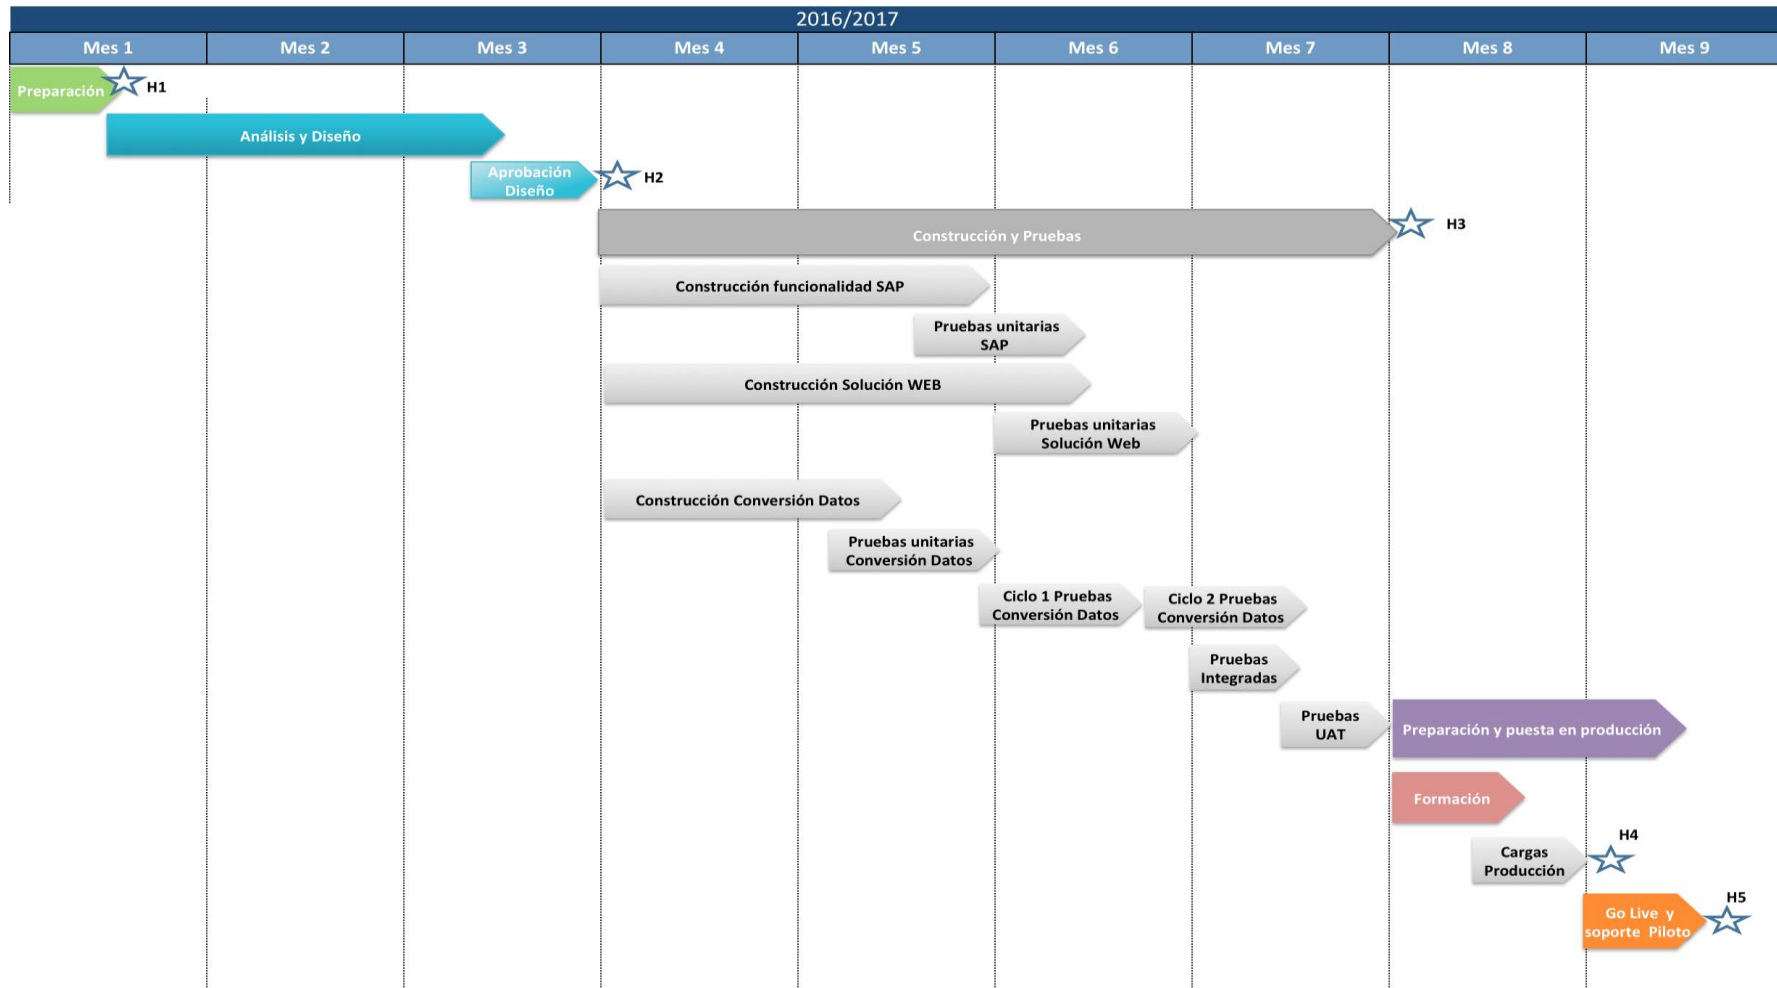 2016/2017
Mes 1
Mes 2
Mes 3
Mes 4
Mes 5
Mes 6
Mes 7
Mes 8
Mes 9
Preparación
H1
Análisis y Diseño
Aprobación
Diseño
H2
Construcción y Pruebas
H3
Construcción funcionalidad SAP
Pruebas unitarias
SAP
Construcción Solución WEB
Pruebas unitarias
Solución Web
Construcción Conversión Datos
Pruebas unitarias
Conversión Datos
Ciclo 1 Pruebas
Conversión Datos
Ciclo 2 Pruebas
Conversión Datos
Pruebas
Integradas
Pruebas
UAT
Preparación y puesta en producción
Formación
Cargas
Producción
H4
Go Live y
soporte Piloto
H5